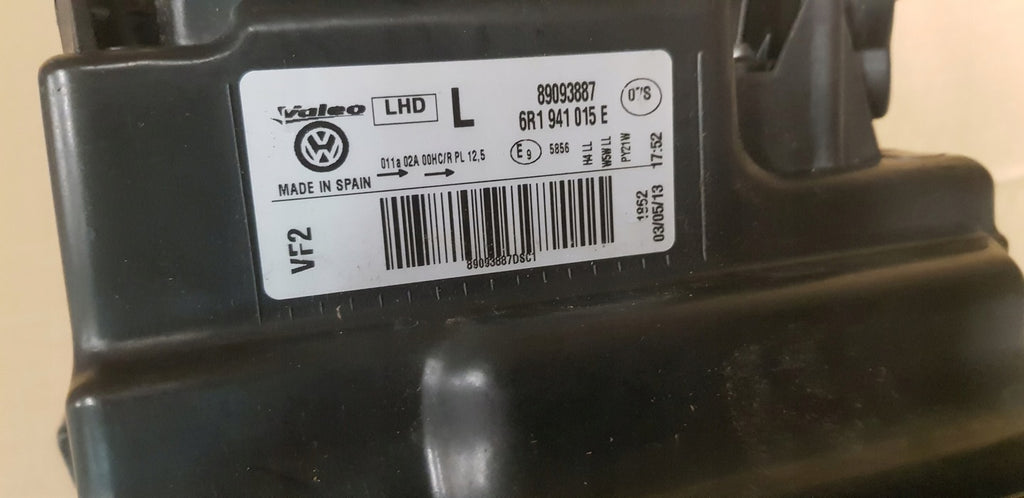 Valeo
LHD
L
89093887
6R1 941 015 E
011a 02A 00HC/R PL 12,5
E9
5856
H4 LL
W5W LL
PY21W
17:52
MADE IN SPAIN
VF2
1862
03/05/13
89093887DSC1